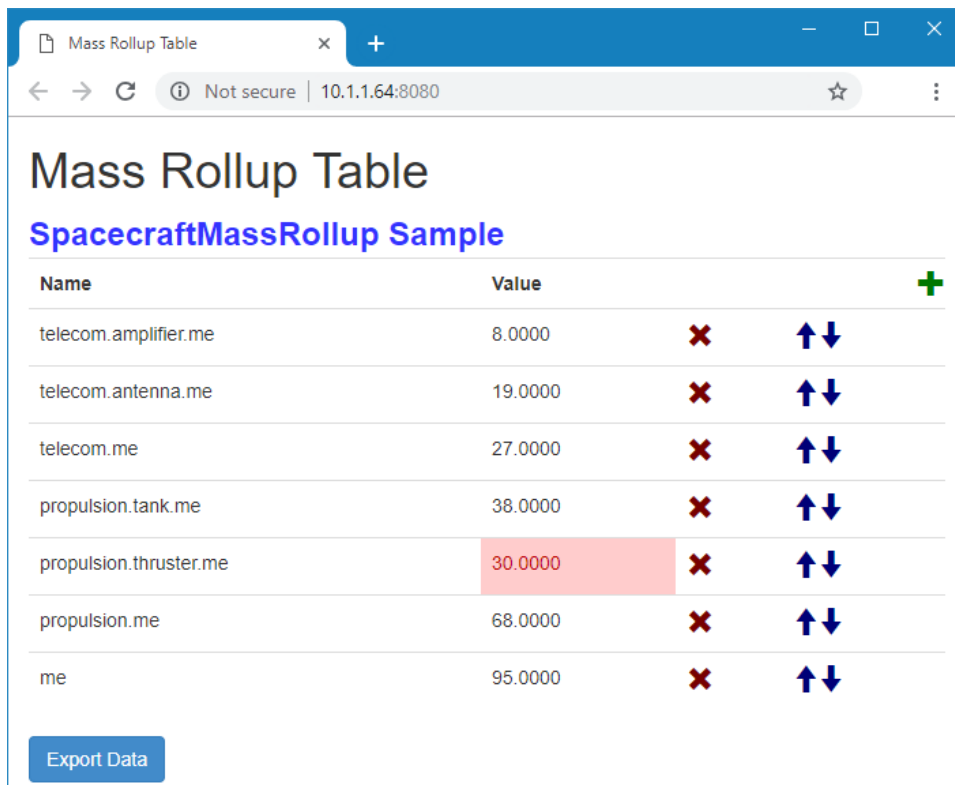 Mass Rollup Table
Not secure | 10.1.1.64:8080
Mass Rollup Table
SpacecraftMassRollup Sample
Name Value
telecom.amplifier.me 8.0000
telecom.antenna.me 19.0000
telecom.me 27.0000
propulsion.tank.me 38.0000
propulsion.thruster.me 30.0000
propulsion.me 68.0000
me 95.0000
Export Data